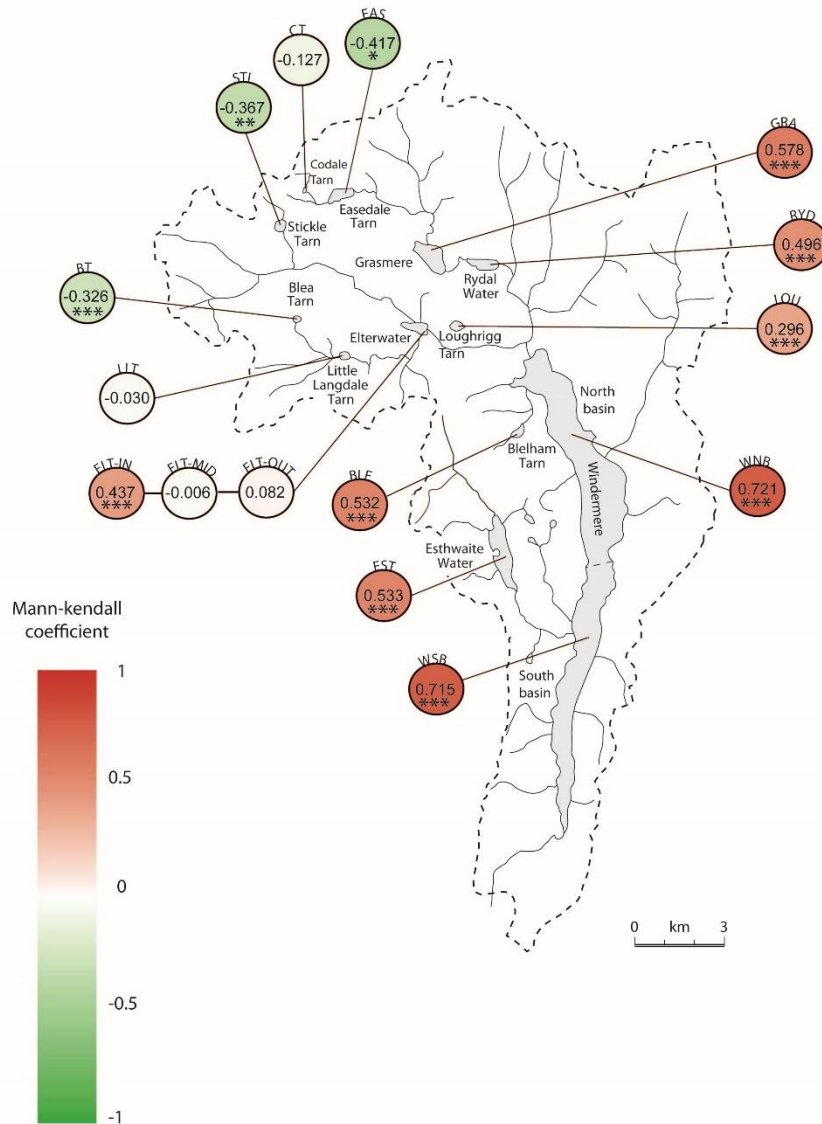 EAS
-0.417
*
CT
-0.127
STI
-0.367
**
GRA
0.578
***
Codale
Tarn
Easedale
Tarn
RYD
0.496
***
Stickle
Tarn
Grasmere
Rydal
Water
BT
-0.326
***
Blea
Tarn
LOU
0.296
***
Elterwater
Loughrigg
Tarn
LIT
-0.030
Little
Langdale
Tarn
North
basin
Blelham
Tarn
Windermere
WNB
0.721
***
ELT-IN
0.437
***
ELT-MID
-0.006
ELT-OUT
0.082
BLE
0.532
***
Esthwaite
Water
EST
0.533
***
WSB
0.715
***
South
basin
Mann-kendall
coefficient
1
0.5
0
-0.5
-1
0 km 3